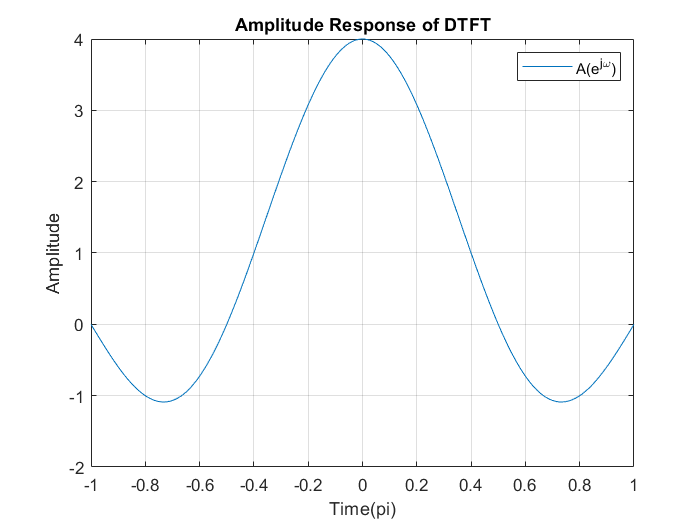 Amplitude Response of DTFT
A(e^jω)
Amplitude
4
3
2
1
0
-1
-2
-1 -0.8 -0.6 -0.4 -0.2 0 0.2 0.4 0.6 0.8 1
Time(pi)